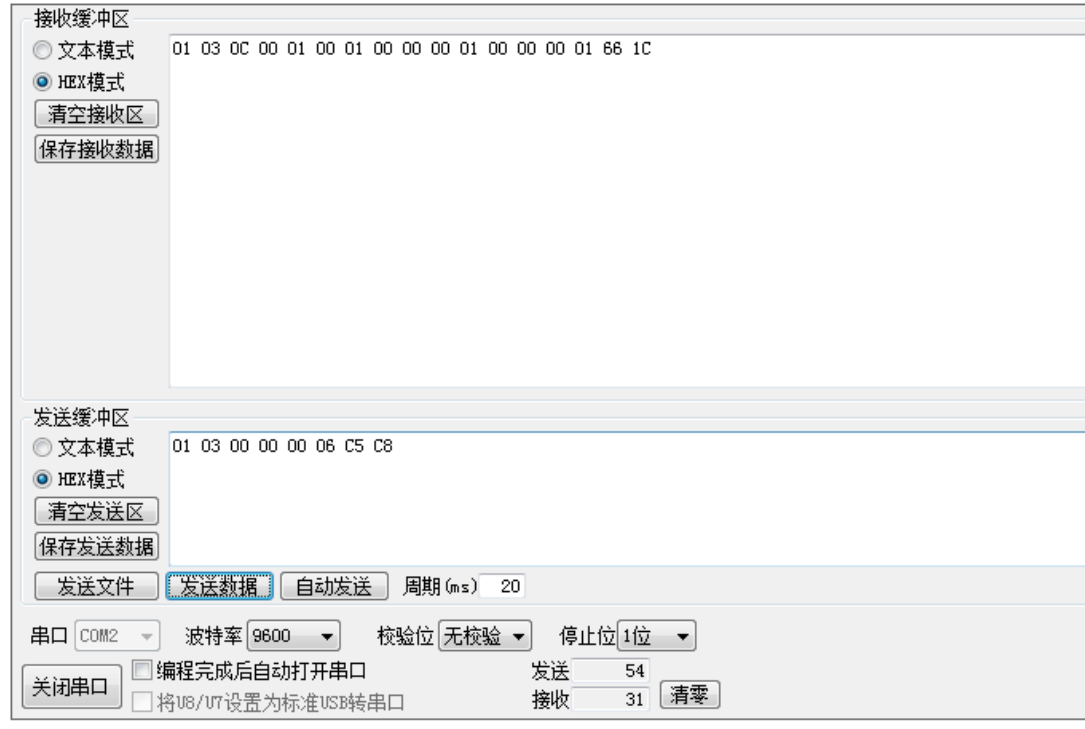 接收缓冲区
文本模式 01 03 0C 00 01 00 01 00 00 00 01 00 00 00 01 66 1C
HEX模式
清空接收区
保存接收数据
发送缓冲区
文本模式 01 03 00 00 00 06 C5 C8
HEX模式
清空发送区
保存发送数据
发送文件 发送数据 自动发送 周期(ms) 20
串口 COM2 波特率 9600 校验位 无校验 停止位 1位
关闭串口 编程完成后自动打开串口 发送 54
将U8/U7设置为标准USB转串口 接收 31 清零